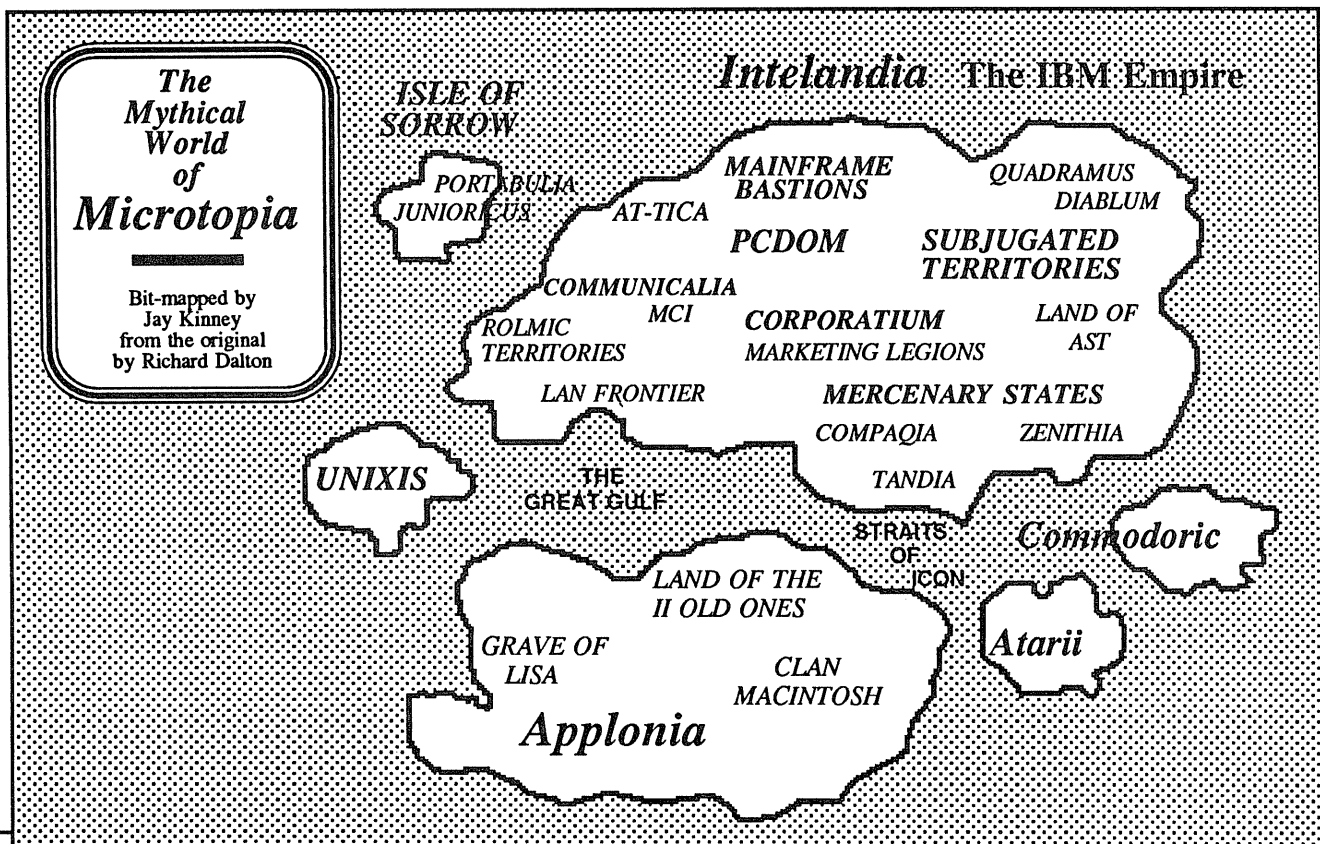 The
Mythical
World
of
Microtopia
Bit-mapped by
Jay Kinney
from the original
by Richard Dalton
ISLE OF
SORROW
PORTABULIA
JUNIORICUS
Intelandia The IBM Empire
MAINFRAME
BASTIONS
QUADRAMUS
DIABLUM
AT-TICA
PCDOM
SUBJUGATED
TERRITORIES
COMMUNICALIA
MCI
ROLMIC
TERRITORIES
CORPORATIUM
MARKETING LEGIONS
LAND OF
AST
LAN FRONTIER
MERCENARY STATES
COMPAQIA
ZENITHIA
TANDIA
UNIXIS
THE
GREAT GULF
STRAITS
OF
ICON
Commodoric
Atarii
LAND OF THE
II OLD ONES
GRAVE OF
LISA
CLAN
MACINTOSH
Applonia